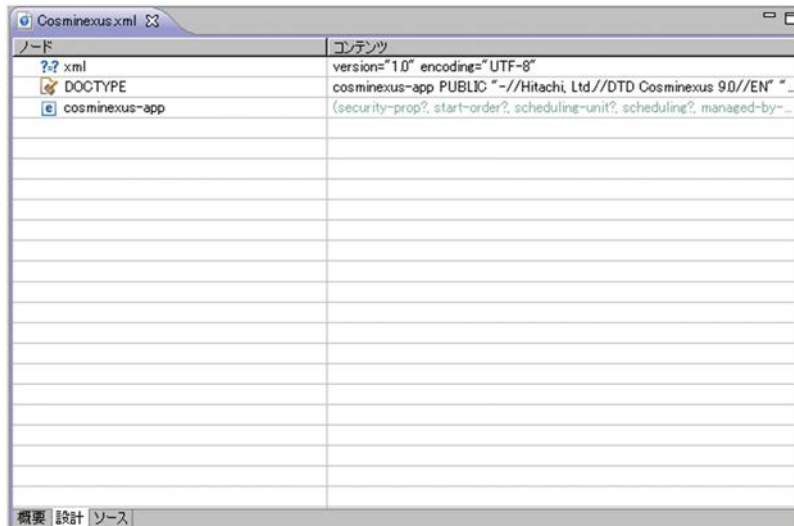 Cosminexus.xml
ノード コンテンツ
?=? xml version="1.0" encoding="UTF-8"
DOCTYPE cosminexus-app PUBLIC "-//Hitachi, Ltd.//DTD Cosminexus 9.0//EN" "...
e cosminexus-app (security-prop?, start-order?, scheduling-unit?, scheduling?, managed-by-...
概要 設計 ソース